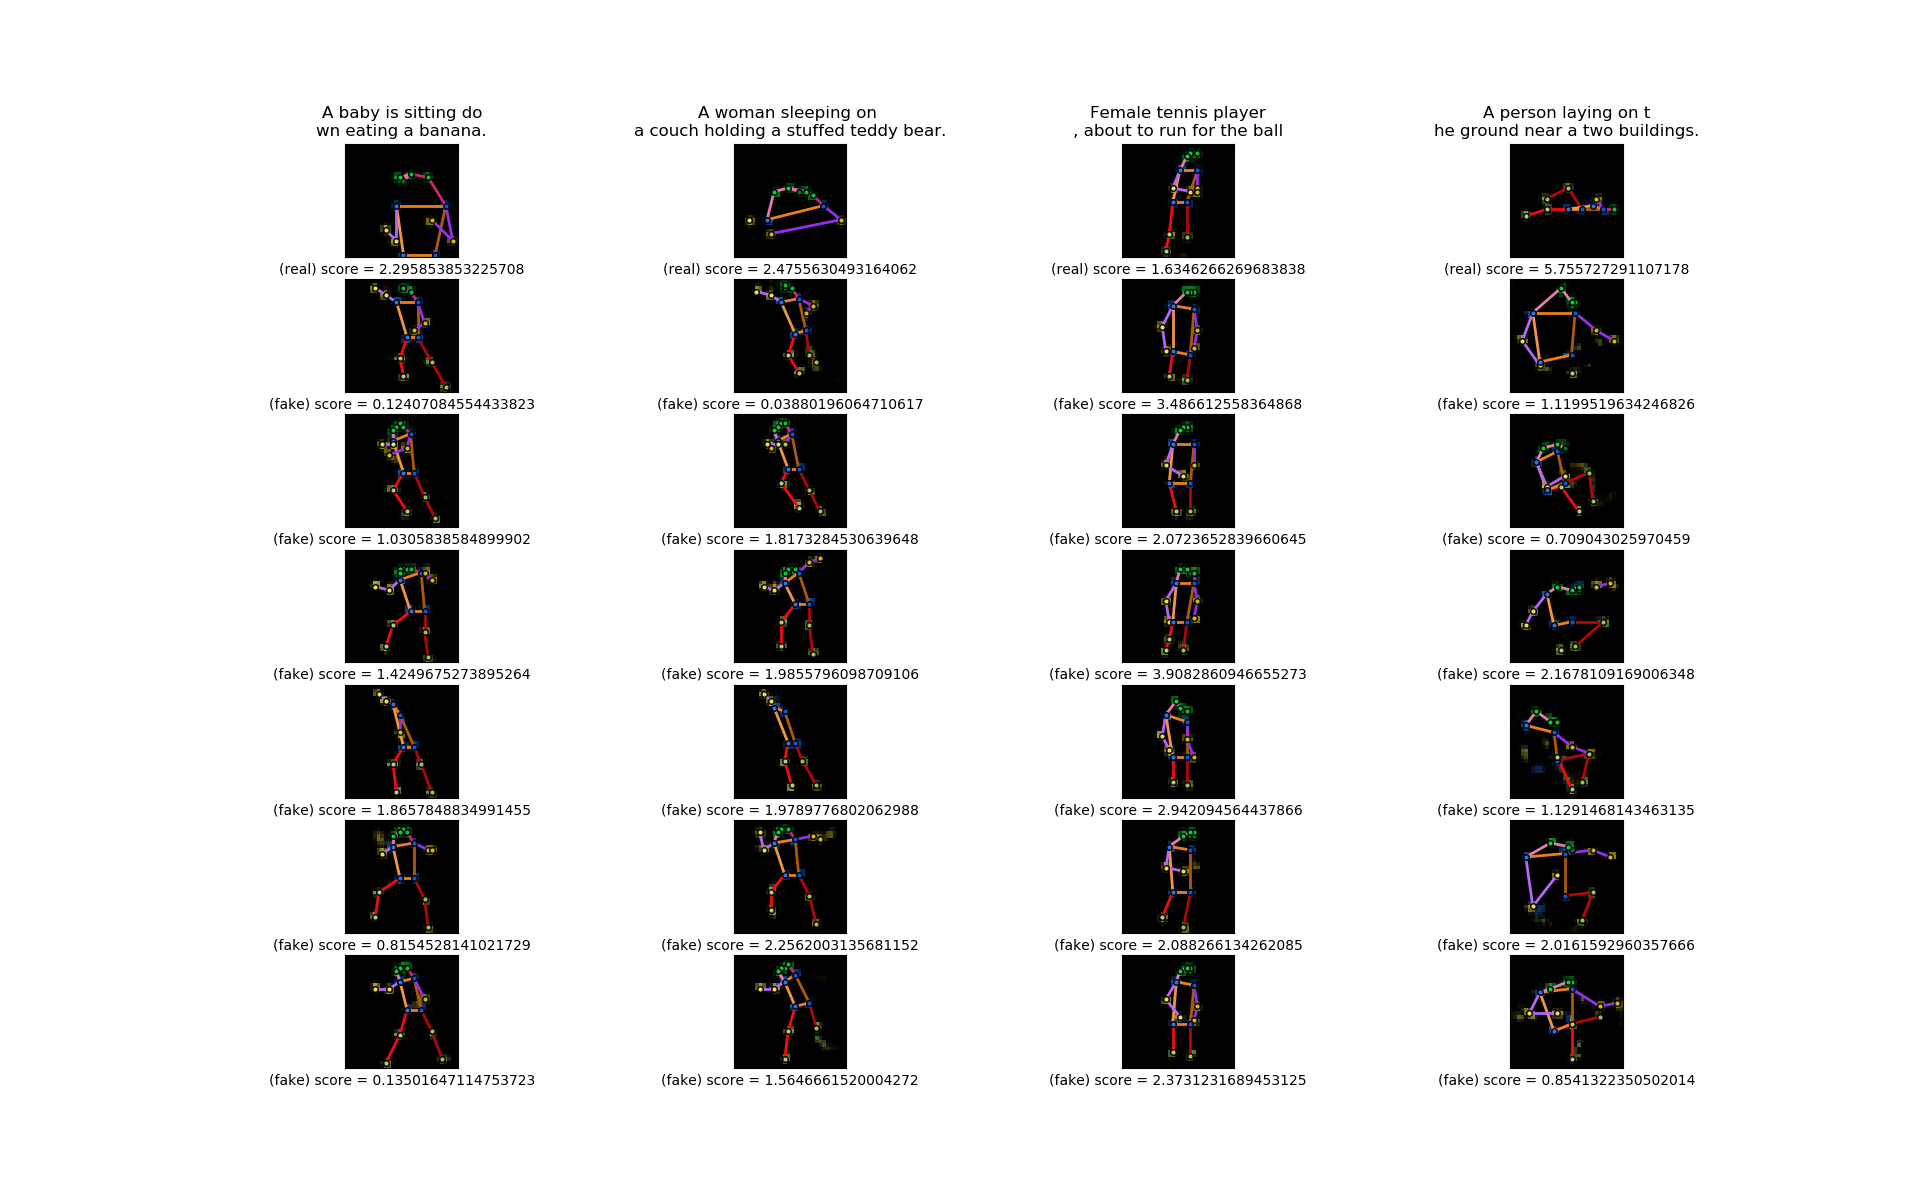 A baby is sitting do
wn eating a banana.
A woman sleeping on
a couch holding a stuffed teddy bear.
Female tennis player
, about to run for the ball
A person laying on t
he ground near a two buildings.
(real) score = 2.295853853225708
(real) score = 2.4755630493164062
(real) score = 1.6346266269683838
(real) score = 5.755727291107178
(fake) score = 0.12407084554433823
(fake) score = 0.03880196064710617
(fake) score = 3.486612558364868
(fake) score = 1.1199519634246826
(fake) score = 1.0305838584899902
(fake) score = 1.8173284530639648
(fake) score = 2.0723652839660645
(fake) score = 0.709043025970459
(fake) score = 1.4249675273895264
(fake) score = 1.9855796098709106
(fake) score = 3.9082860946655273
(fake) score = 2.1678109169006348
(fake) score = 1.8657848834991455
(fake) score = 1.9789776802062988
(fake) score = 2.942094564437866
(fake) score = 1.1291468143463135
(fake) score = 0.8154528141021729
(fake) score = 2.2562003135681152
(fake) score = 2.088266134262085
(fake) score = 2.0161592960357666
(fake) score = 0.13501647114753723
(fake) score = 1.5646661520004272
(fake) score = 2.3731231689453125
(fake) score = 0.8541322350502014